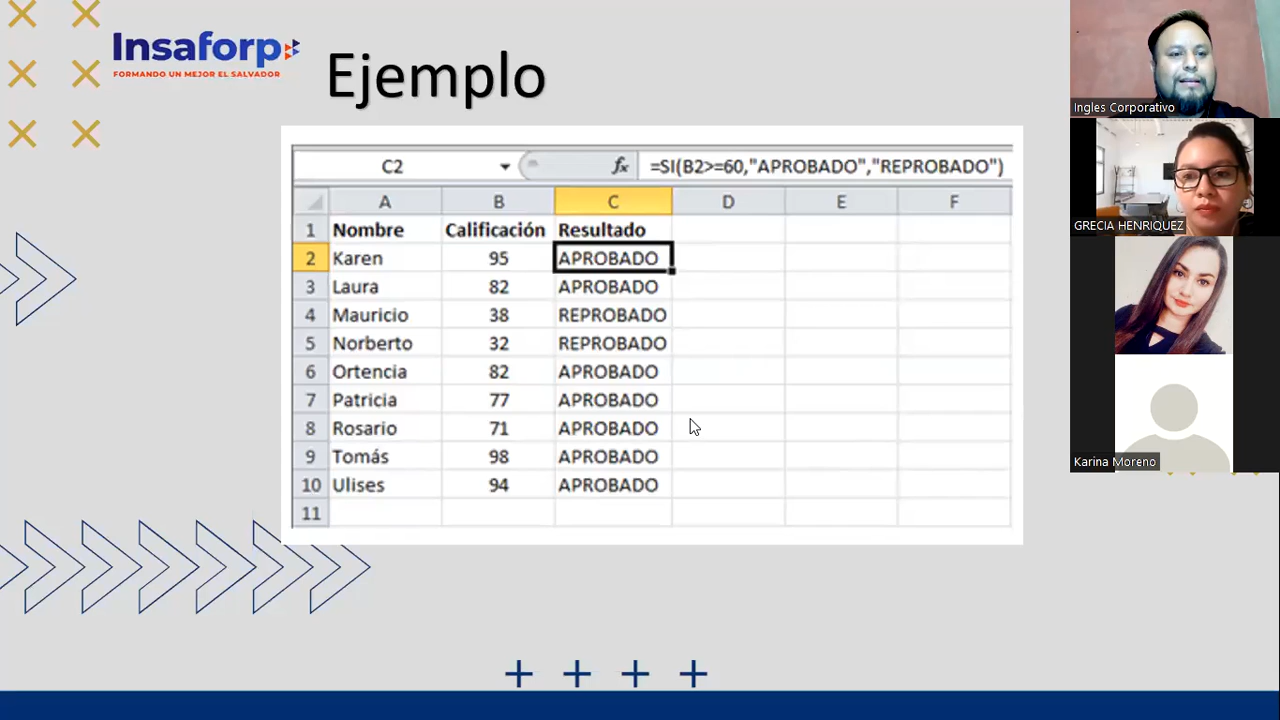 Insaforp
FORMANDO UN MEJOR EL SALVADOR
Ejemplo
C2 fx =SI(B2>=60,"APROBADO","REPROBADO")
A B C D E F
1 Nombre Calificación Resultado
2 Karen 95 APROBADO
3 Laura 82 APROBADO
4 Mauricio 38 REPROBADO
5 Norberto 32 REPROBADO
6 Ortencia 82 APROBADO
7 Patricia 77 APROBADO
8 Rosario 71 APROBADO
9 Tomás 98 APROBADO
10 Ulises 94 APROBADO
11
Ingles Corporativo
GRECIA HENRIQUEZ
Karina Moreno